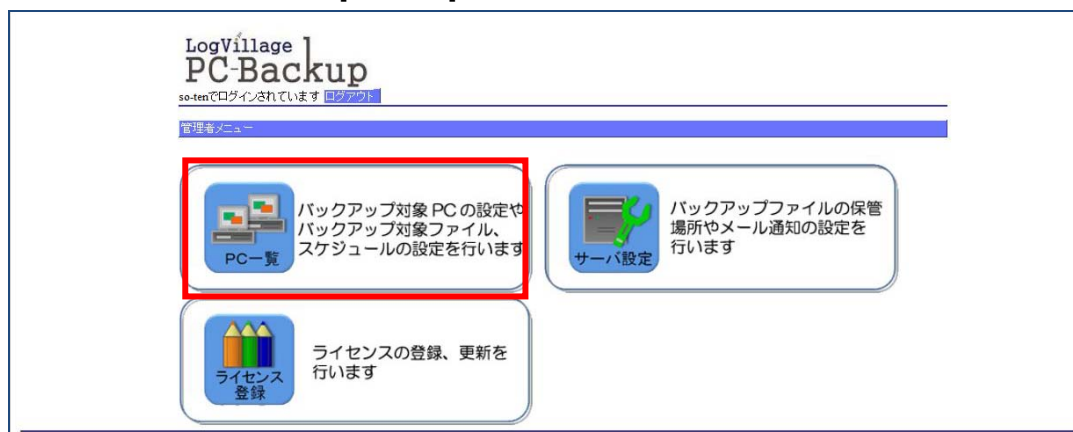 LogVillage
PC-Backup
so-tenでログインされています ログアウト
管理者メニュー
バックアップ対象 PC の設定や
バックアップ対象ファイル、
スケジュールの設定を行います
PC一覧
バックアップファイルの保管
場所やメール通知の設定を
行います
サーバ設定
ライセンスの登録、更新を
行います
ライセンス
登録